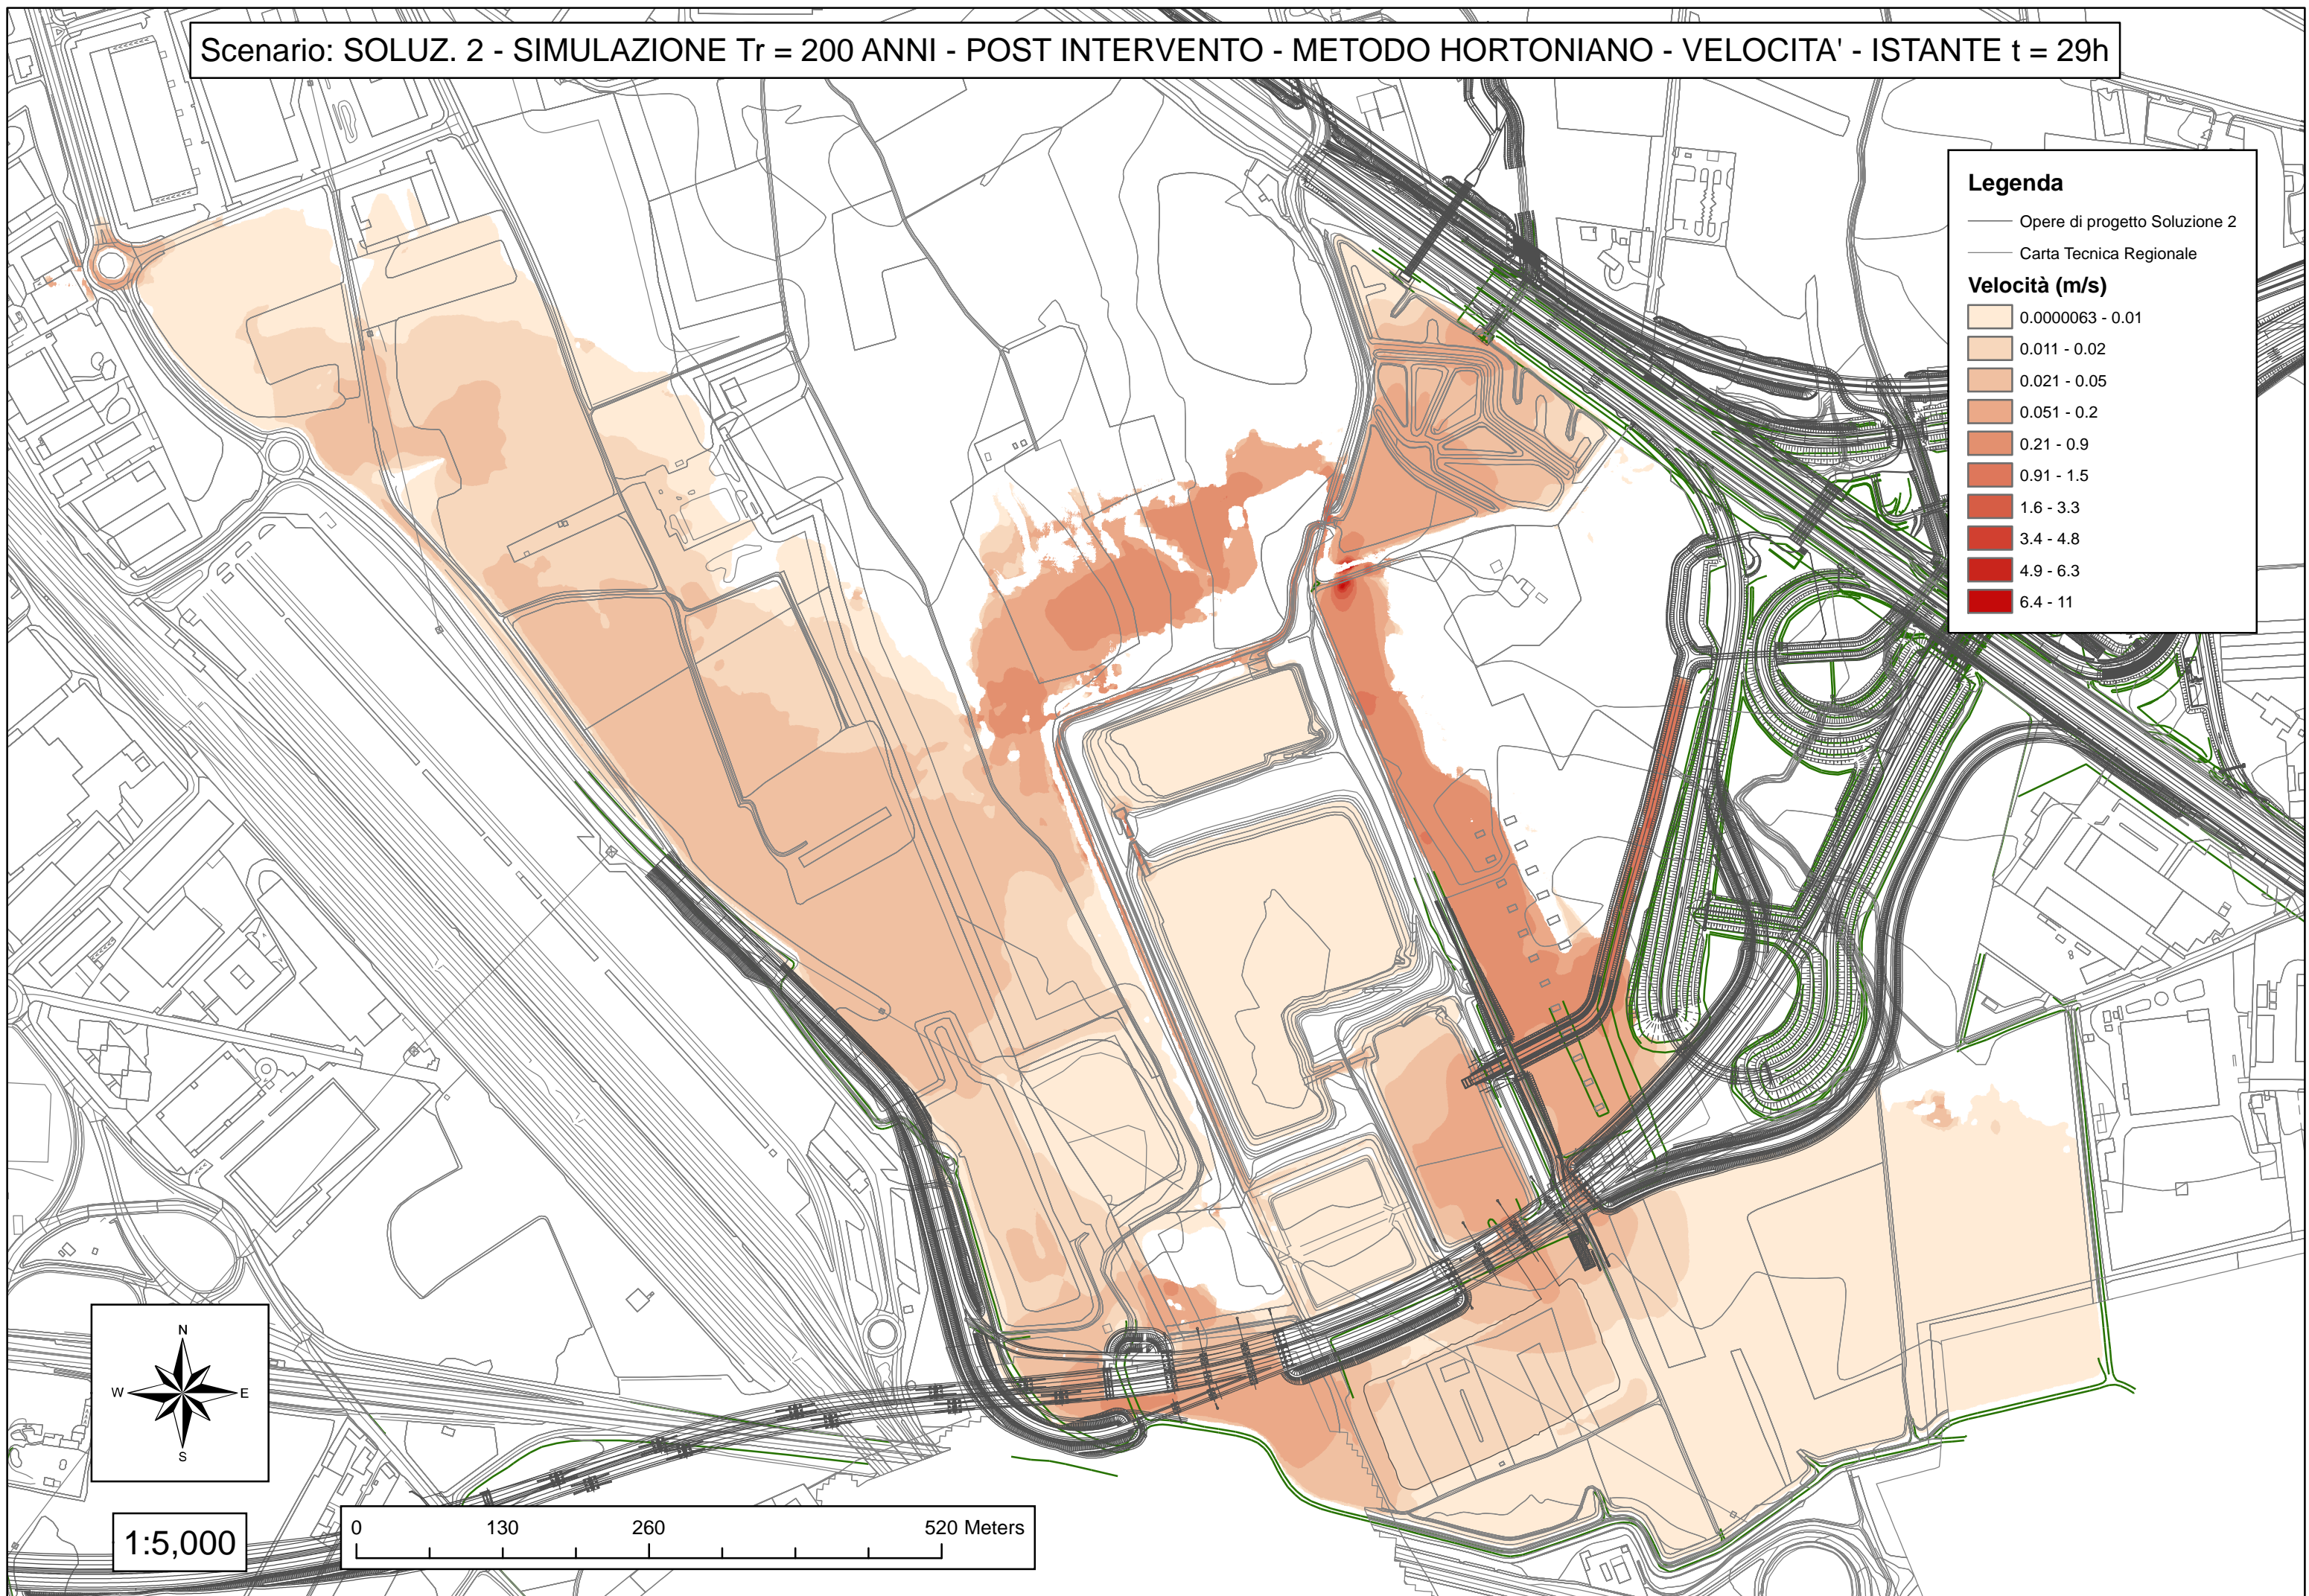 Scenario: SOLUZ. 2 - SIMULAZIONE Tr = 200 ANNI - POST INTERVENTO - METODO HORTONIANO - VELOCITA' - ISTANTE t = 29h
Legenda
Opere di progetto Soluzione 2
Carta Tecnica Regionale
Velocità (m/s)
0.0000063 - 0.01
0.011 - 0.02
0.021 - 0.05
0.051 - 0.2
0.21 - 0.9
0.91 - 1.5
1.6 - 3.3
3.4 - 4.8
4.9 - 6.3
6.4 - 11
N
W E
S
1:5,000
0 130 260 520 Meters